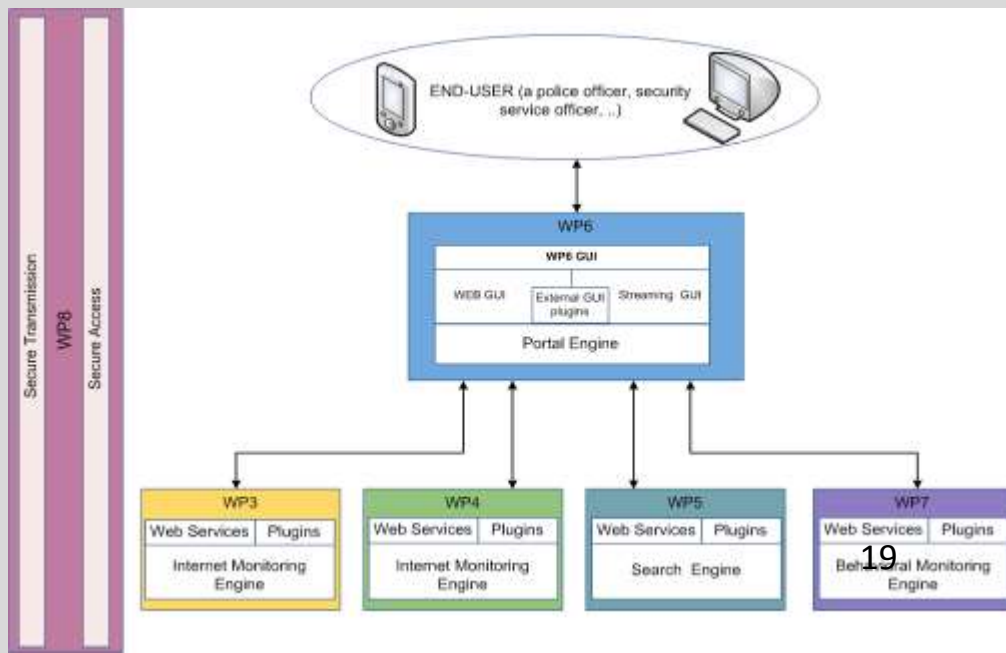 Secure Transmission
WP8
Secure Access
END-USER (a police officer, security
service officer, ..)
WP6
WP6 GUI
WEB GUI
External GUI
plugins
Streaming GUI
Portal Engine
WP3
Web Services
Plugins
Internet Monitoring
Engine
WP4
Web Services
Plugins
Internet Monitoring
Engine
WP5
Web Services
Plugins
Search Engine
WP7
Web Services
Plugins
Monitoring
Engine
19